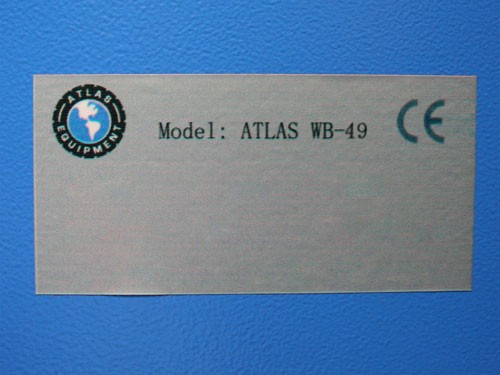 ATLAS
EQUIPMENT
Model: ATLAS WB-49 CE